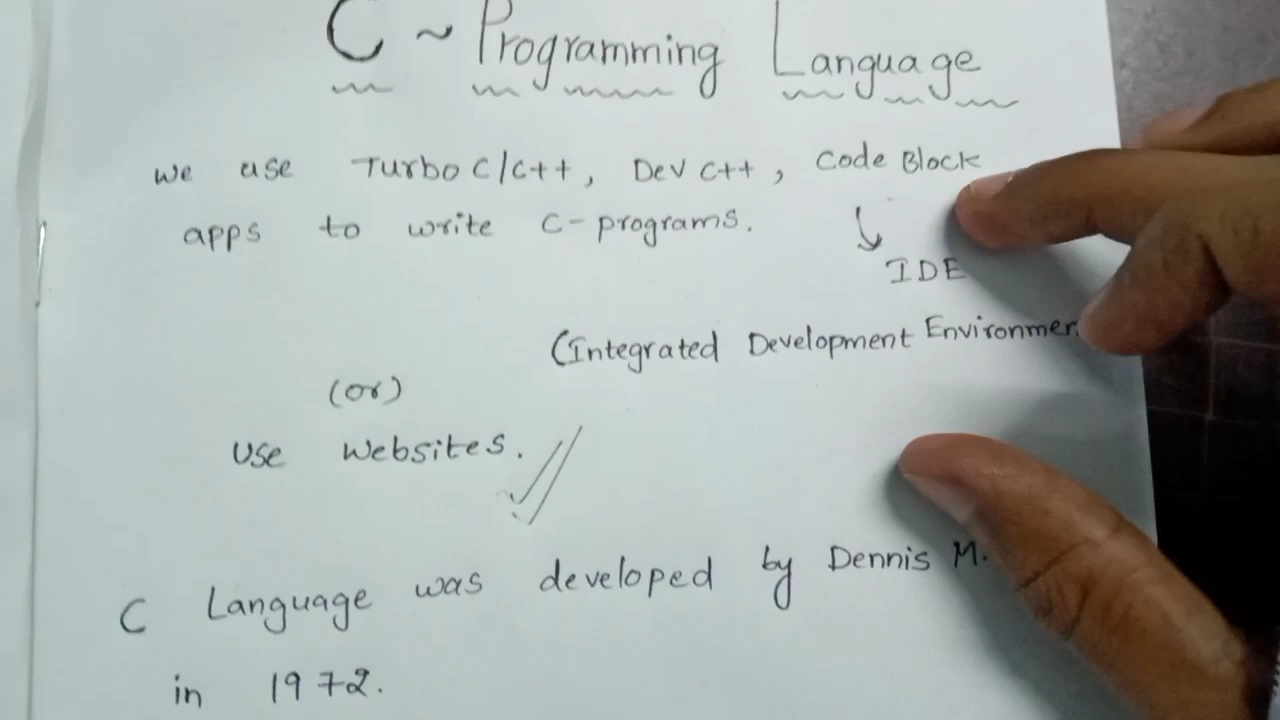 C ~ Programming Language
We use Turbo C/C++, Dev C++, Code Block
apps to write C-programs.
IDE
(Integrated Development Environmen
(or)
Use Websites.
C Language was developed by Dennis M.
in 1972.